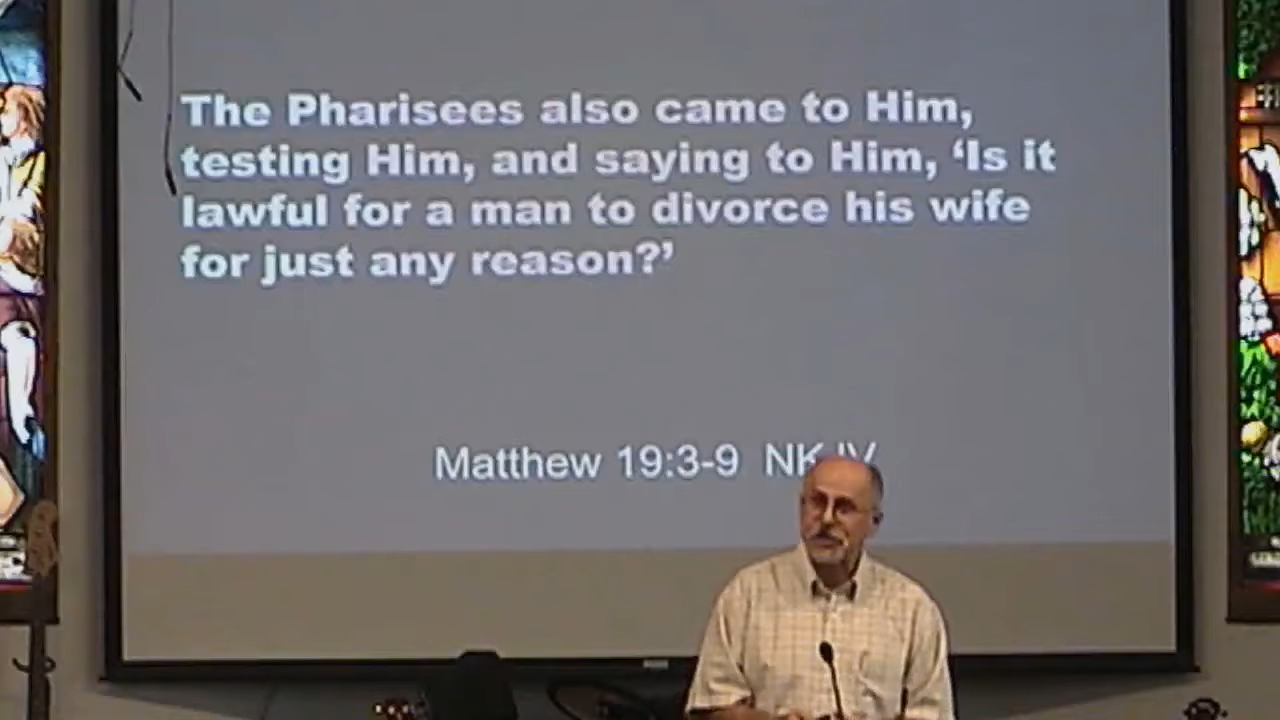 The Pharisees also came to Him,
testing Him, and saying to Him, ‘Is it
lawful for a man to divorce his wife
for just any reason?’
Matthew 19:3-9 NKJV